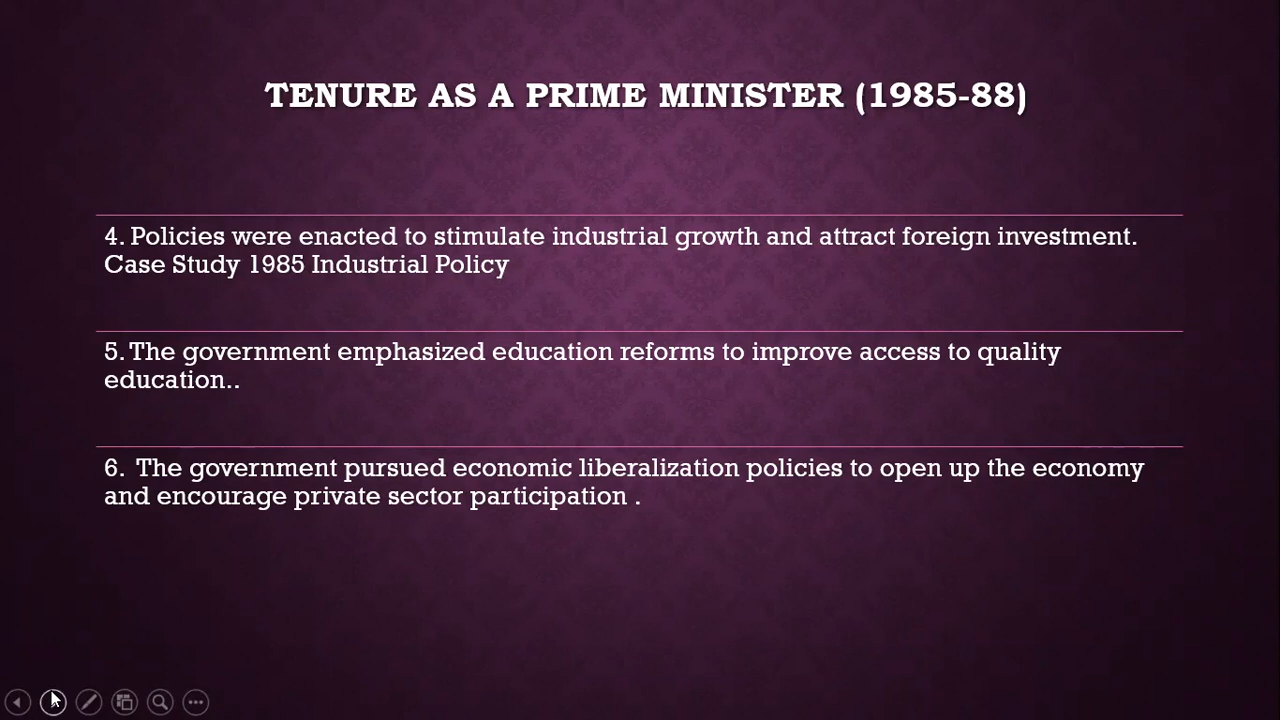 TENURE AS A PRIME MINISTER (1985-88)
4. Policies were enacted to stimulate industrial growth and attract foreign investment.
Case Study 1985 Industrial Policy
5. The government emphasized education reforms to improve access to quality
education..
6. The government pursued economic liberalization policies to open up the economy
and encourage private sector participation .